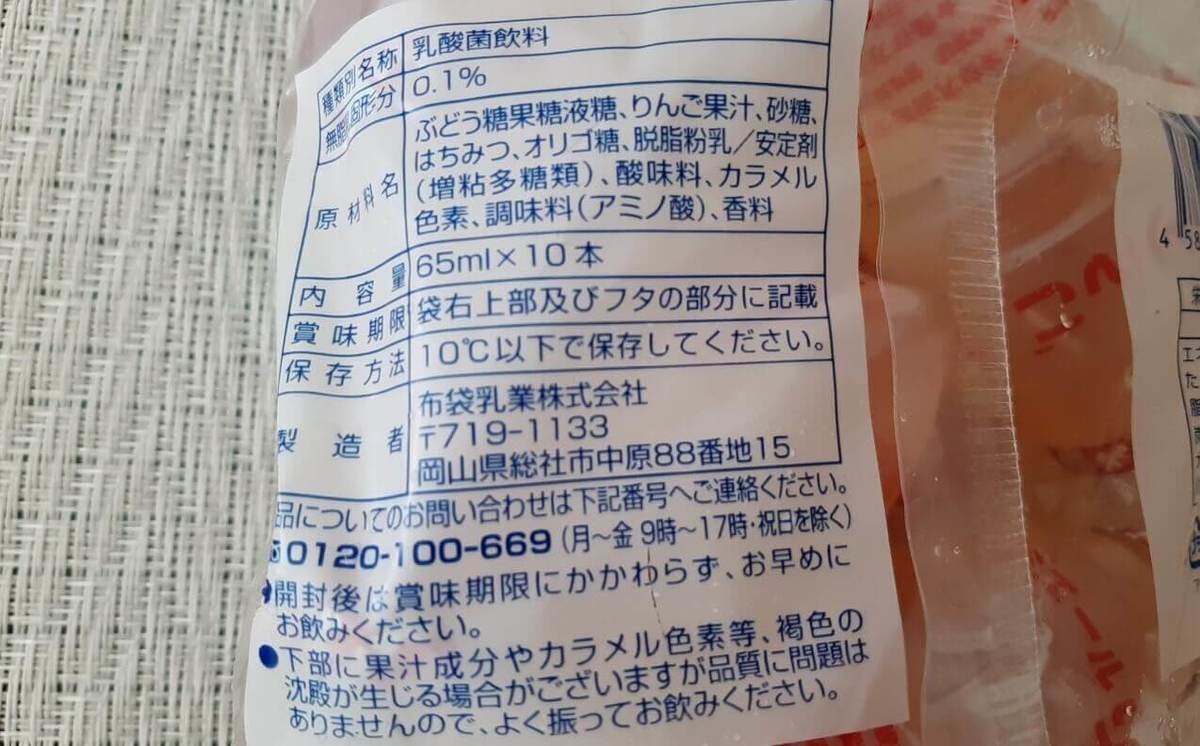 種類別名称 乳酸菌飲料
無脂乳固形分 0.1%
原材料名 ぶどう糖果糖液糖、りんご果汁、砂糖、
はちみつ、オリゴ糖、脱脂粉乳／安定剤
(増粘多糖類)、酸味料、カラメル
色素、調味料(アミノ酸)、香料
内容量 65ml×10本
賞味期限 袋右上部及びフタの部分に記載
保存方法 10℃以下で保存してください。
製造者 布袋乳業株式会社
〒719-1133
岡山県総社市中原88番地15
品についてのお問い合わせは下記番号へご連絡ください。
0120-100-669 (月〜金 9時〜17時・祝日を除く)
●開封後は賞味期限にかかわらず、お早めに
お飲みください。
●下部に果汁成分やカラメル色素等、褐色の
沈殿が生じる場合がございますが品質に問題は
ありませんので、よく振ってお飲みください。
4 58